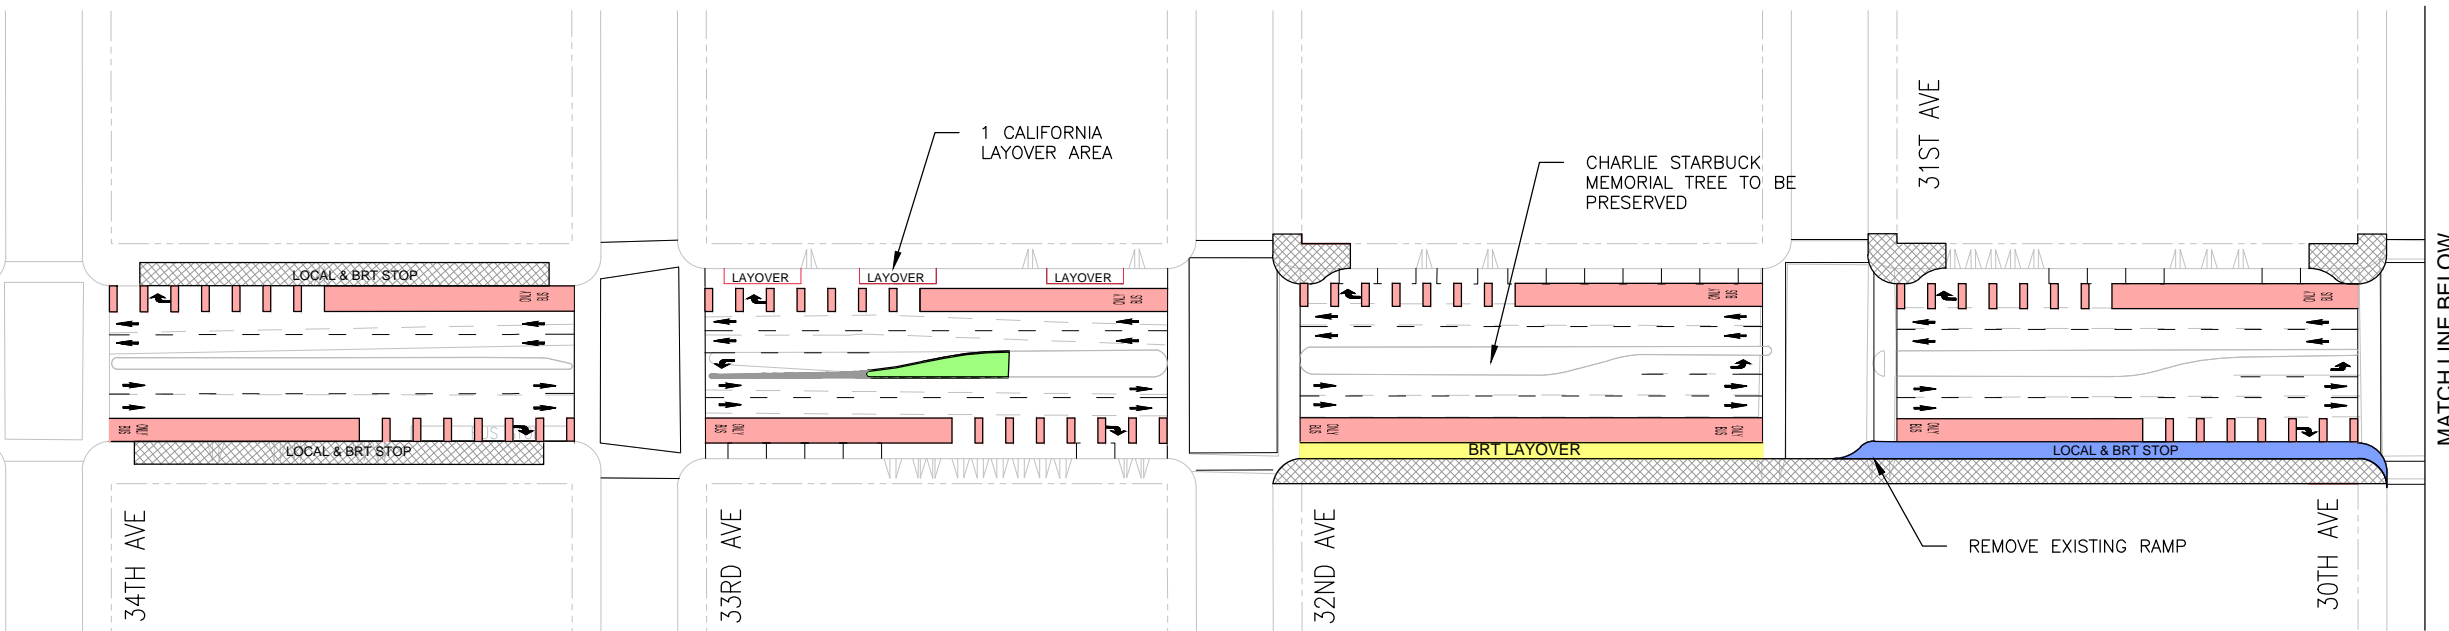 1 CALIFORNIA
LAYOVER AREA
CHARLIE STARBUCK
MEMORIAL TREE TO BE
PRESERVED
31ST AVE
MATCH LINE BELOW
LOCAL & BRT STOP
LAYOVER
LAYOVER
LAYOVER
ONLY
BUS
ONLY
BUS
ONLY
BUS
ONLY
BUS
BUS
ONLY
BUS
ONLY
BUS
ONLY
BUS
ONLY
BUS
ONLY
LOCAL & BRT STOP
BRT LAYOVER
LOCAL & BRT STOP
34TH AVE
33RD AVE
32ND AVE
30TH AVE
REMOVE EXISTING RAMP